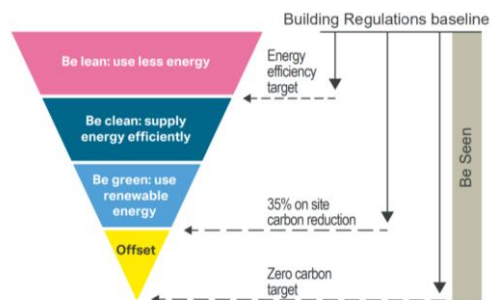 Building Regulations baseline
Be lean: use less energy
Energy
efficiency
target
Be clean: supply
energy efficiently
Be green: use
renewable
energy
35% on site
carbon reduction
Offset
Zero carbon
target
Be Seen